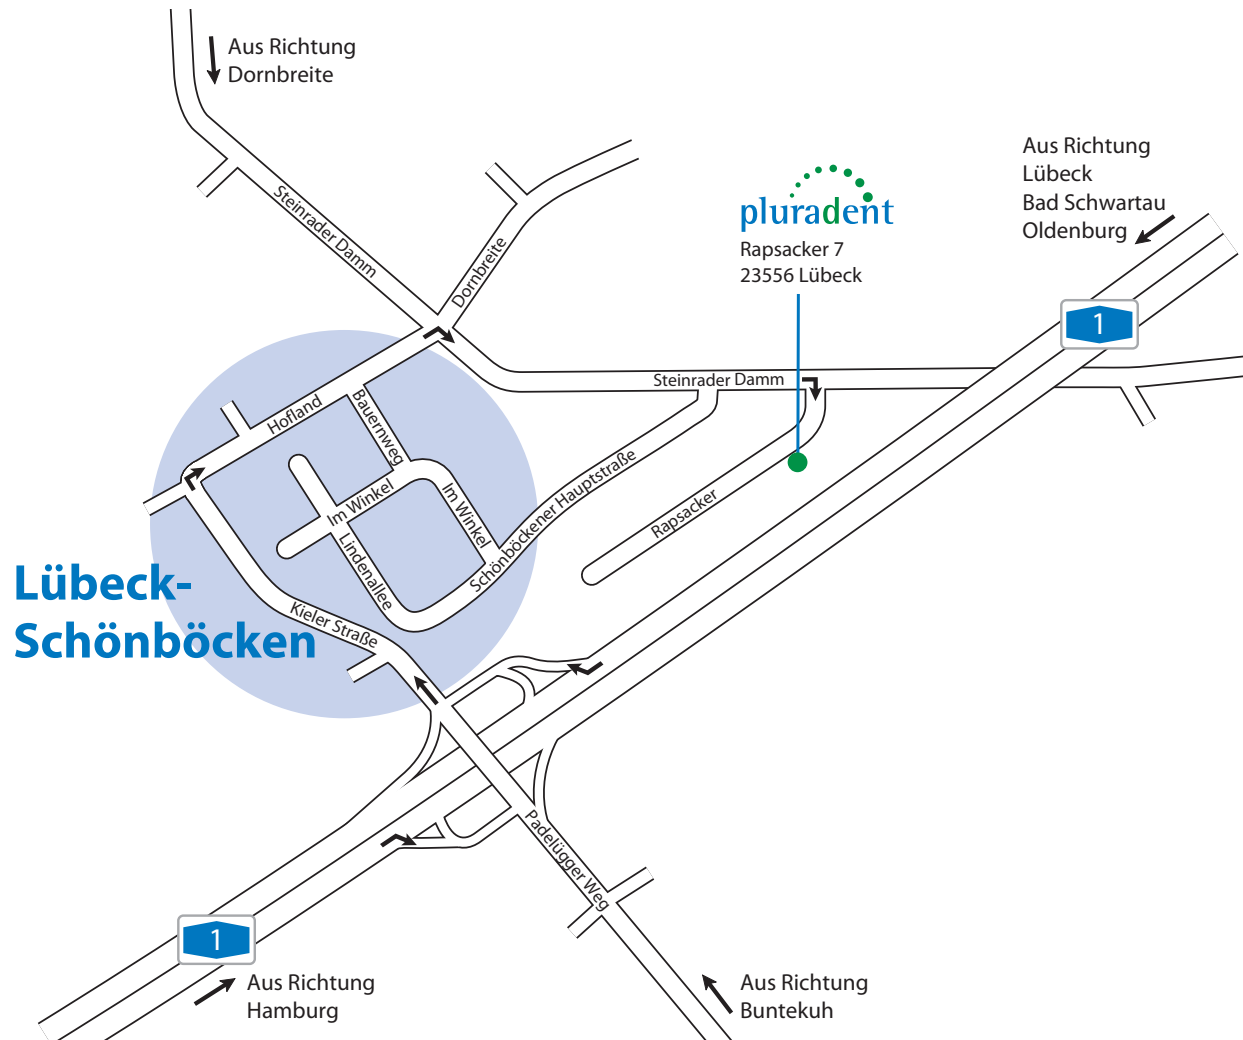 Aus Richtung
Dornbreite
Aus Richtung
Lübeck
Bad Schwartau
Oldenburg
pluradent
Rapsacker 7
23556 Lübeck
Steinrader Damm
Dornbreite
1
Steinrader Damm
Hofland
Bauernweg
Im Winkel
Im Winkel
Lindenallee
Schönböckener Hauptstraße
Rapsacker
Lübeck-
Schönböcken
Kieler Straße
Padelügger Weg
1
Aus Richtung
Hamburg
Aus Richtung
Buntekuh